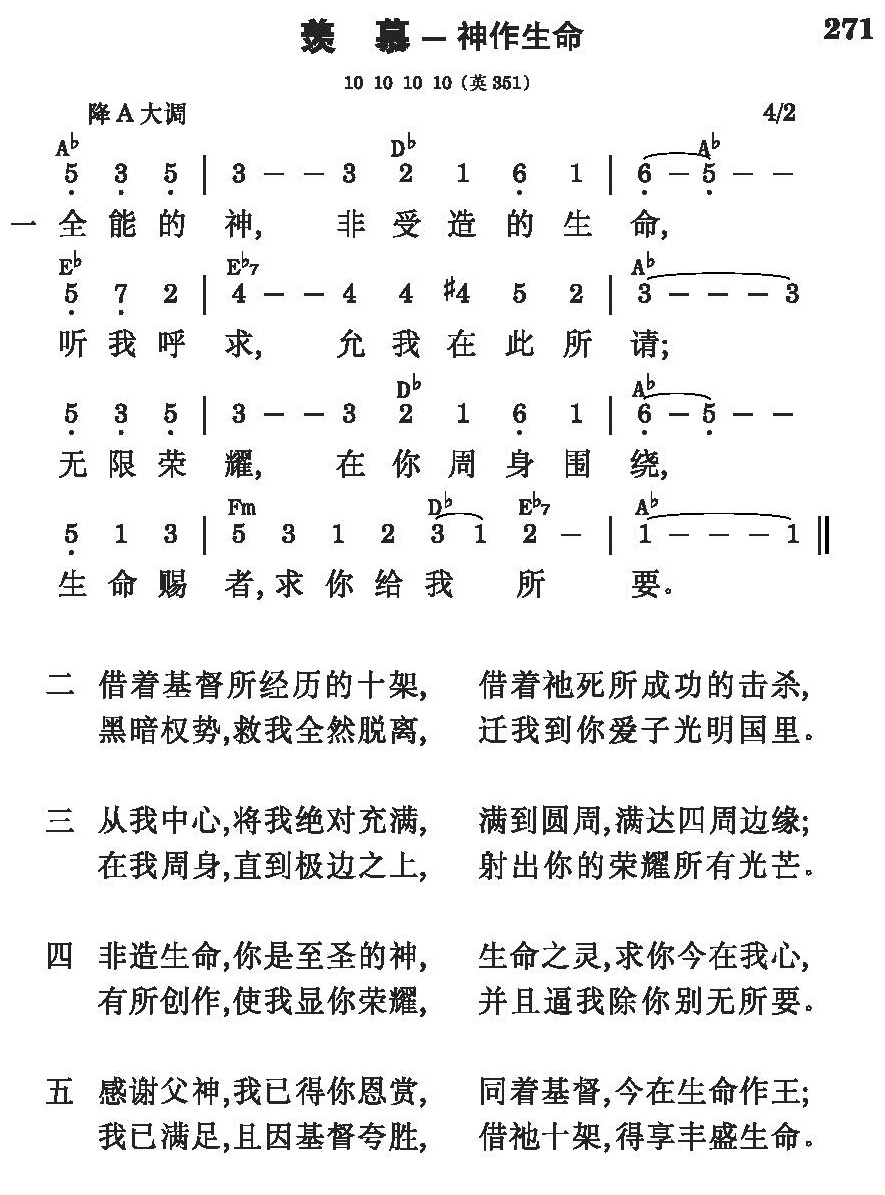 羡 慕 — 神作生命 271
10 10 10 10 (英351)
降A大调 4/2
A♭ D♭ A♭
5̣ 3̣ 5̣ | 3 - - 3 2 1 6̣ 1 | 6̣ - 5̣ - -
一 全能的神, 非受造的生命,
E♭ E♭7 A♭
5̣ 7̣ 2 | 4 - - 4 4 ♯4 5 2 | 3 - - - 3
听我呼求, 允我在此所请;
D♭ A♭
5̣ 3̣ 5̣ | 3 - - 3 2 1 6̣ 1 | 6̣ - 5̣ - -
无限荣耀, 在你周身围绕,
Fm D♭ E♭7 A♭
5̣ 1 3 | 5 3 1 2 3 1 2 - | 1 - - - 1 ‖
生命赐者,求你给我所要。
二 借着基督所经历的十架, 借着祂死所成功的击杀,
黑暗权势,救我全然脱离, 迁我到你爱子光明国里。
三 从我中心,将我绝对充满, 满到圆周,满达四周边缘;
在我周身,直到极边之上, 射出你的荣耀所有光芒。
四 非造生命,你是至圣的神, 生命之灵,求你今在我心,
有所创作,使我显你荣耀, 并且逼我除你别无所要。
五 感谢父神,我已得你恩赏, 同着基督,今在生命作王;
我已满足,且因基督夸胜, 借祂十架,得享丰盛生命。